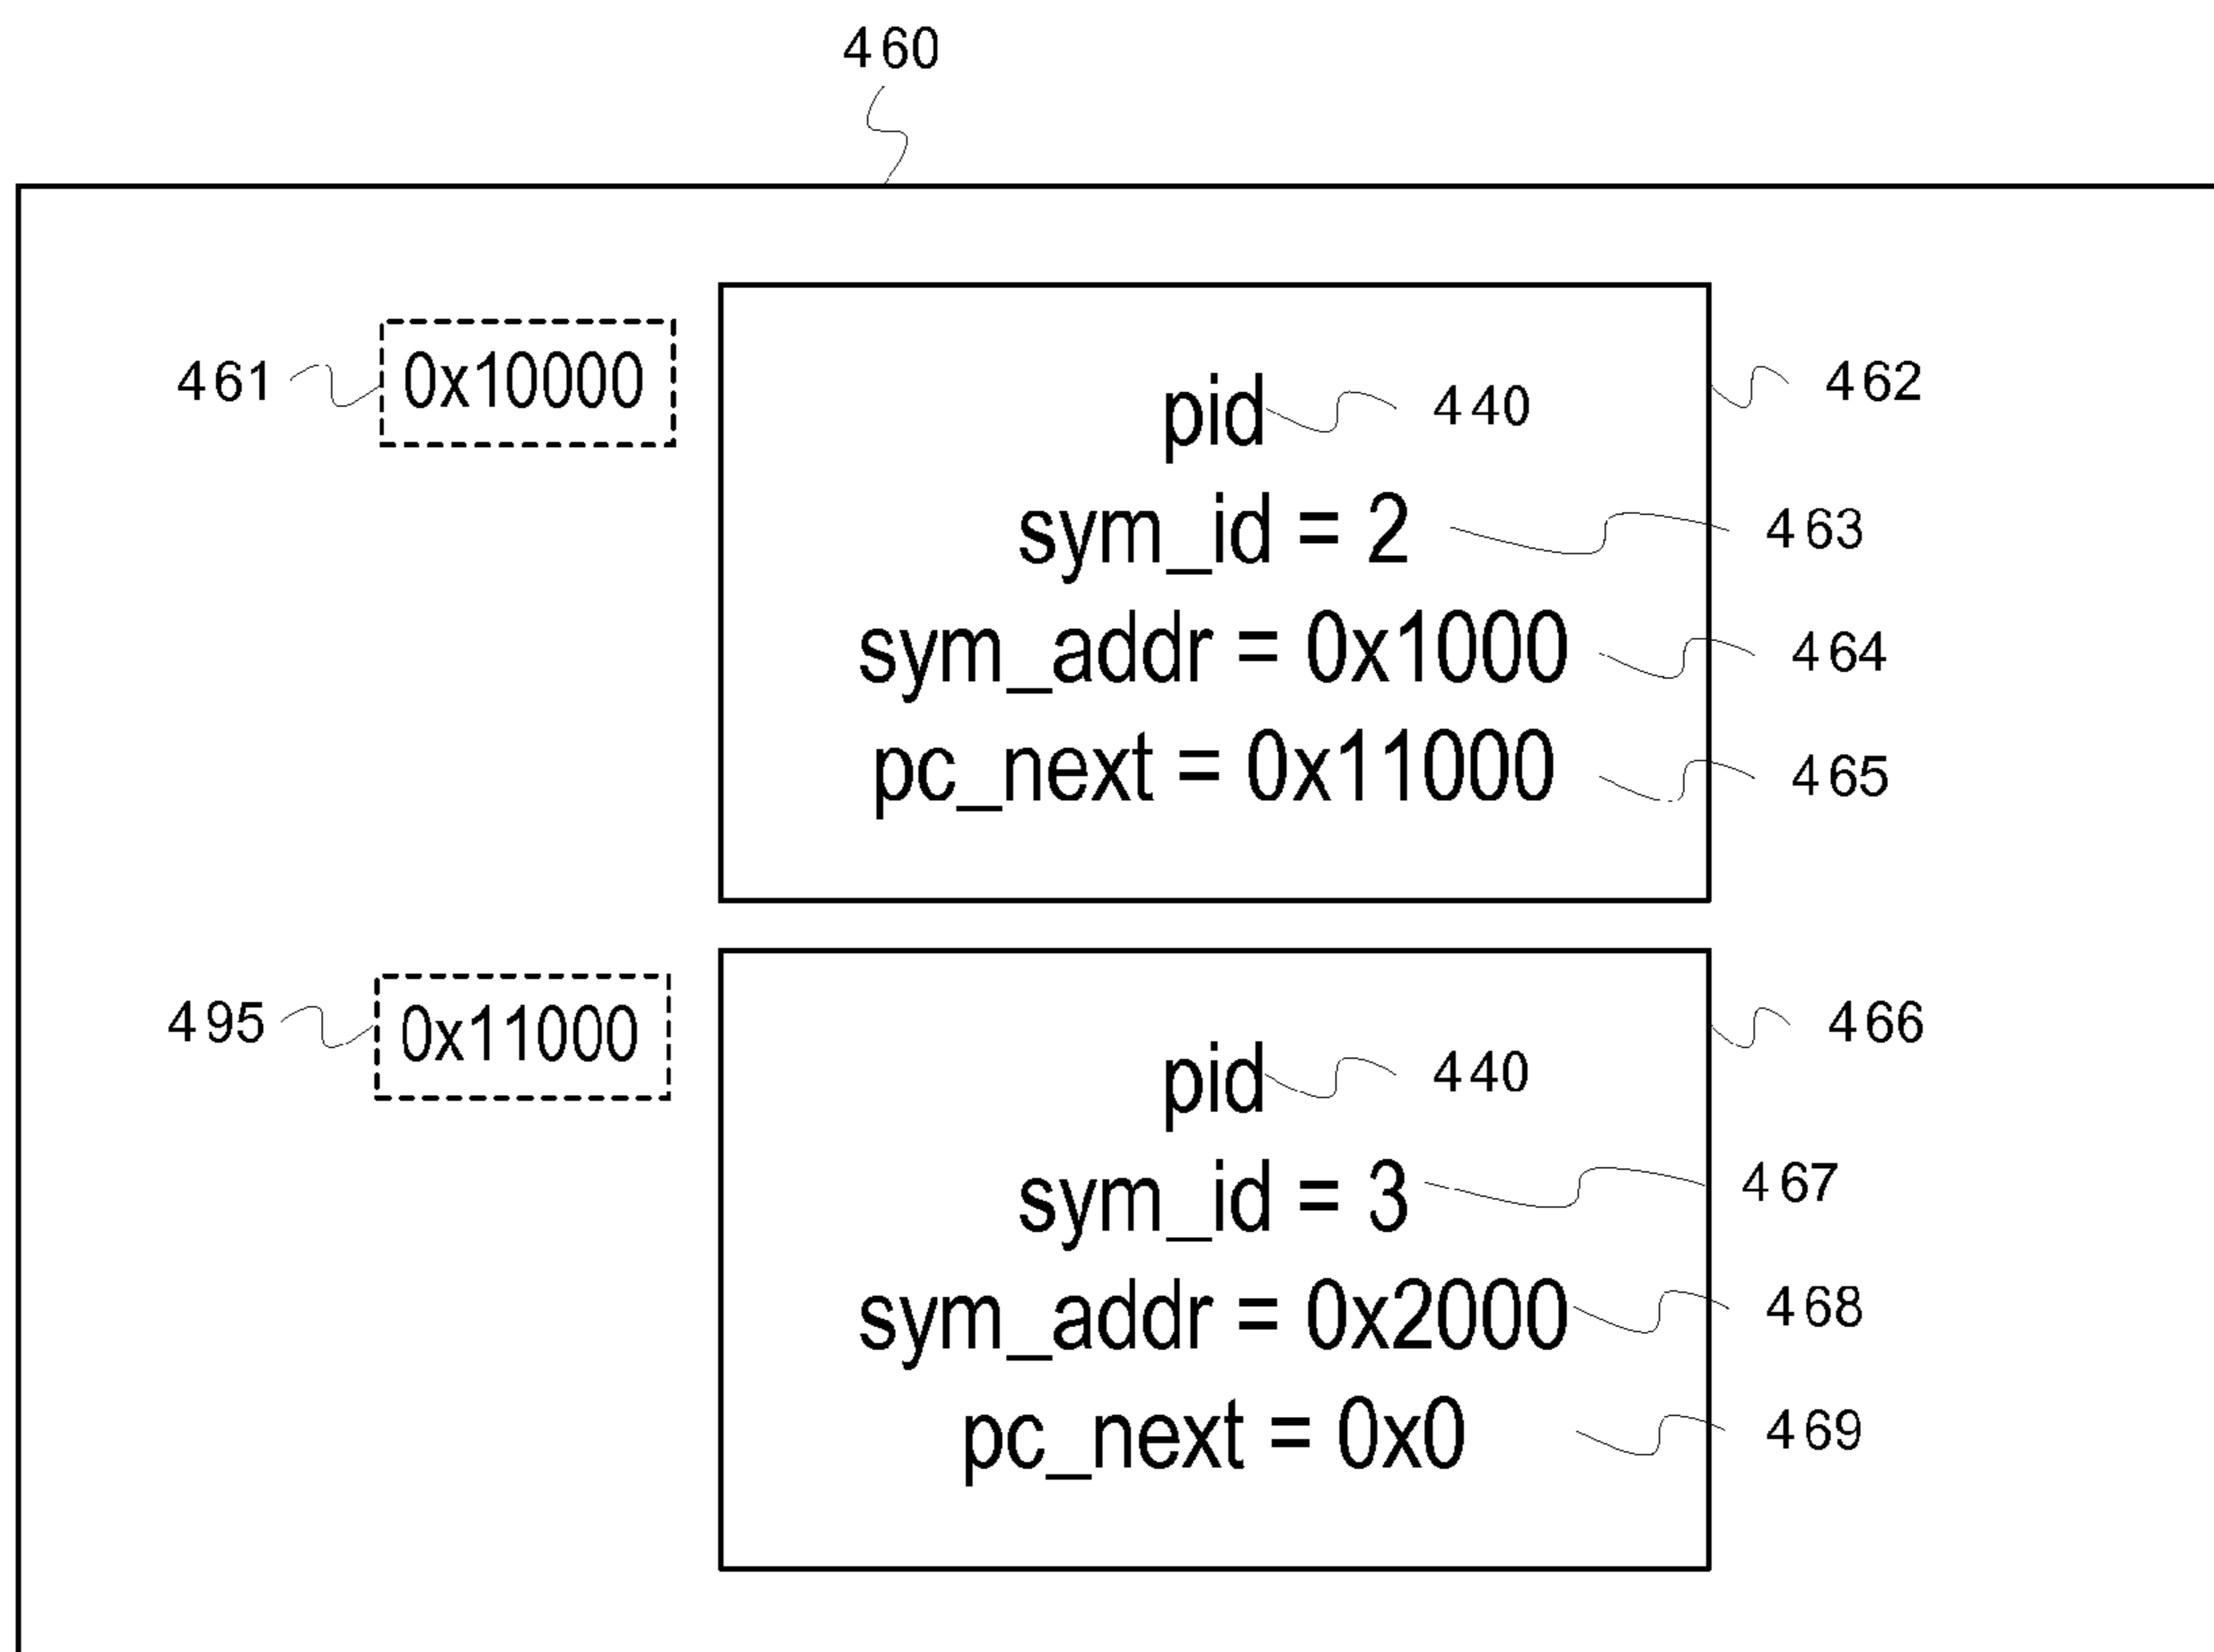 460
461 0x10000
pid 440 462
sym_id = 2 463
sym_addr = 0x1000 464
pc_next = 0x11000 465
495 0x11000
466
pid 440
sym_id = 3 467
sym_addr = 0x2000 468
pc_next = 0x0 469